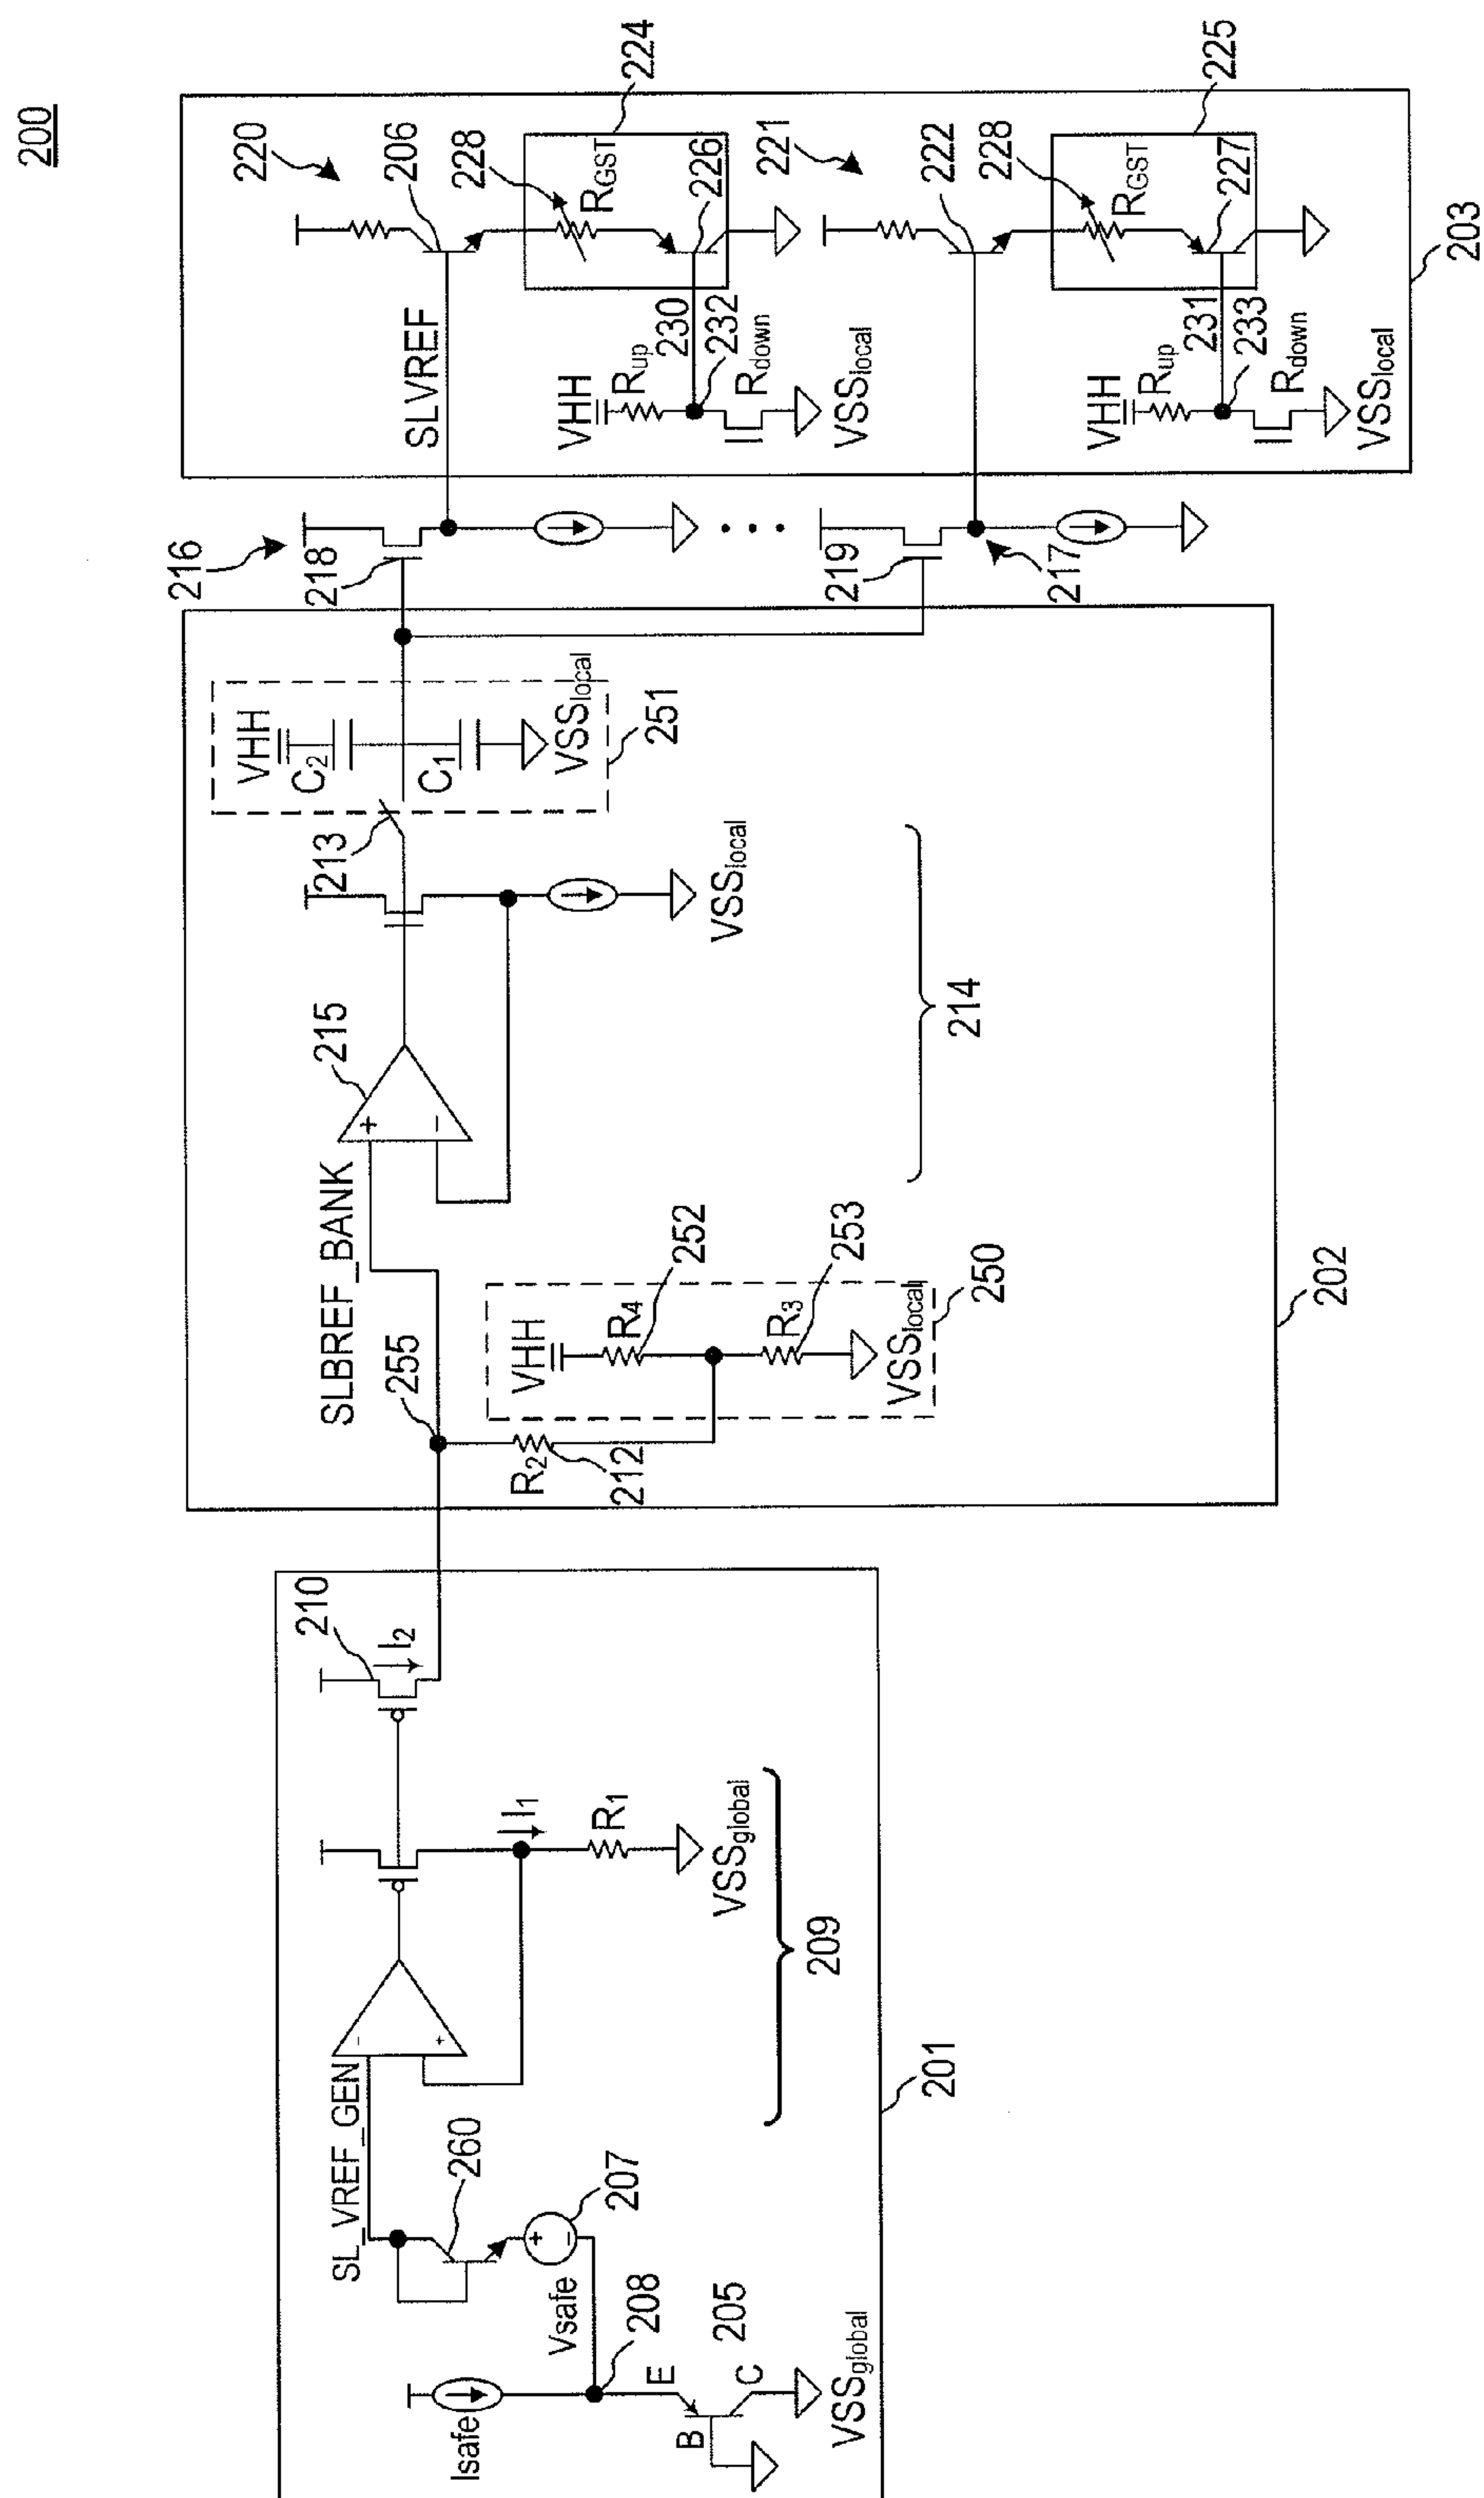 200
Isafe
B
E
C
205
VSSglobal
208
Vsafe
+
−
207
260
SL_VREF_GEN
−
+
I1
R1
VSSglobal
209
210
I2
201
255
SLBREF_BANK
R2
212
VHH
R4
252
R3
253
VSSlocal
250
215
+
−
214
VSSlocal
213
VHH
C2
C1
VSSlocal
251
202
216
218
219
217
SLVREF
220
206
228
RGST
224
226
VHH
Rup
230
232
Rdown
VSSlocal
221
222
228
RGST
225
227
VHH
Rup
231
233
Rdown
VSSlocal
203